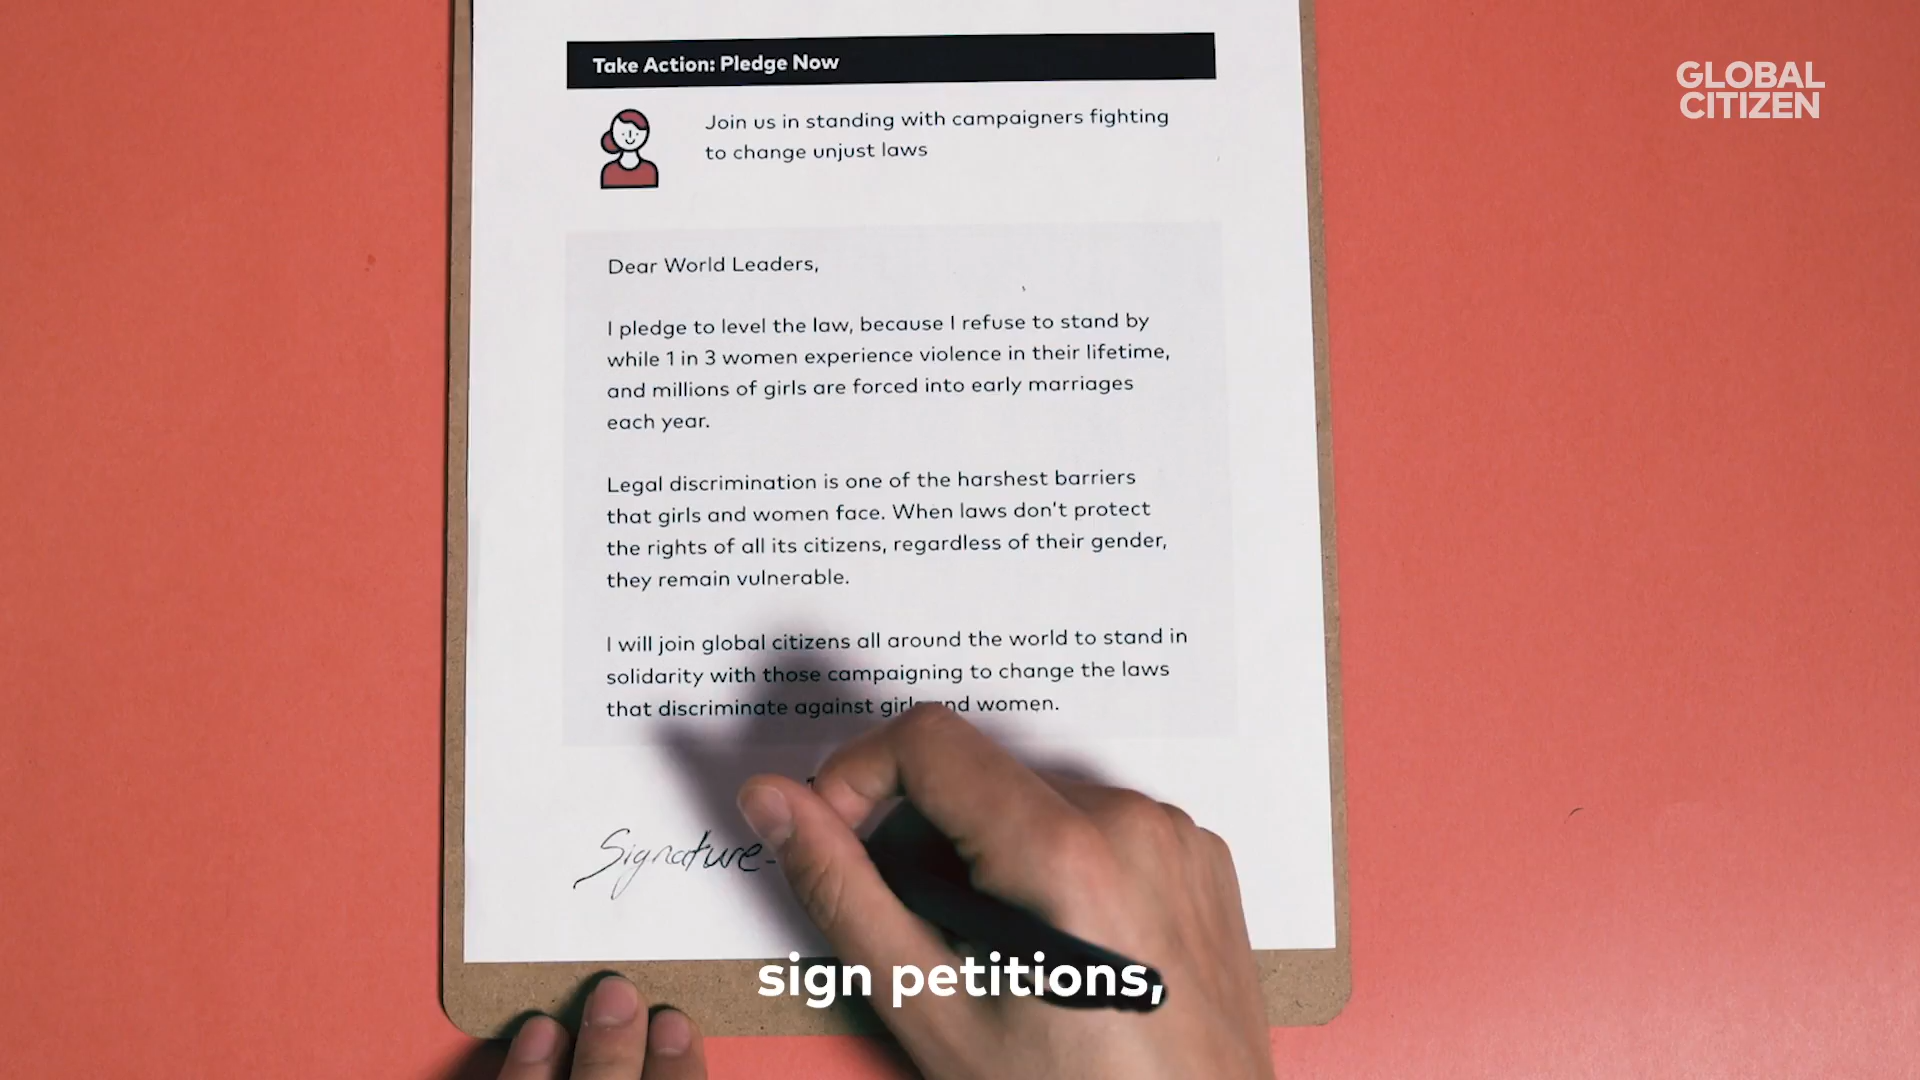 Take Action: Pledge Now
GLOBAL
CITIZEN
Join us in standing with campaigners fighting
to change unjust laws
Dear World Leaders,
I pledge to level the law, because I refuse to stand by
while 1 in 3 women experience violence in their lifetime,
and millions of girls are forced into early marriages
each year.
Legal discrimination is one of the harshest barriers
that girls and women face. When laws don't protect
the rights of all its citizens, regardless of their gender,
they remain vulnerable.
I will join global citizens all around the world to stand in
solidarity with those campaigning to change the laws
that discriminate against girls and women.
Signature
sign petitions,